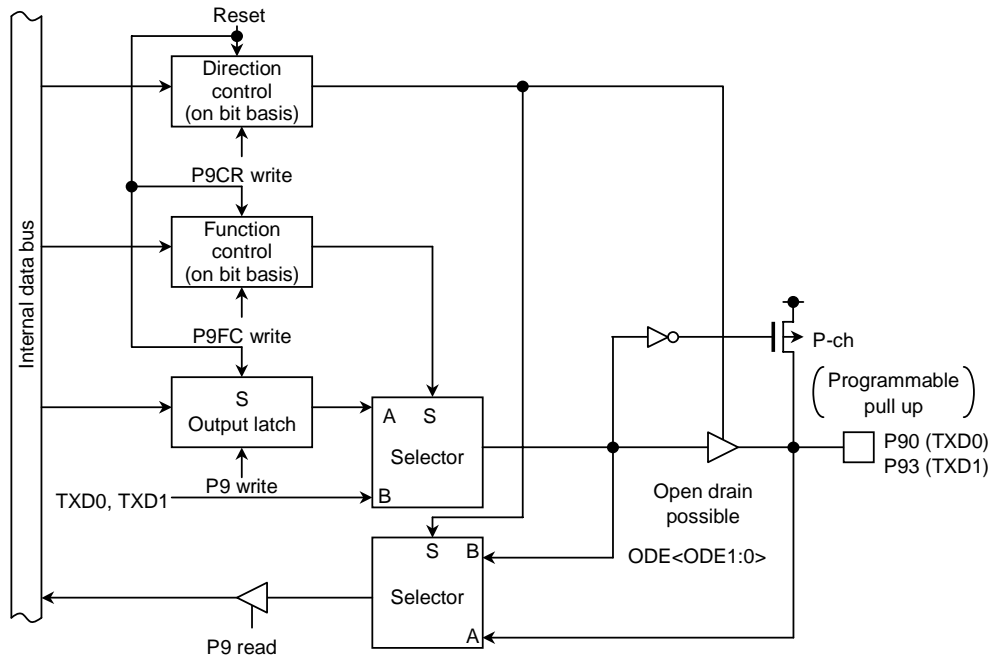 Reset
Direction
control
(on bit basis)
P9CR write
Function
control
(on bit basis)
P9FC write
Internal data bus
S
Output latch
P9 write
TXD0, TXD1
A
S
Selector
B
P-ch
Programmable
pull up
P90 (TXD0)
P93 (TXD1)
Open drain
possible
ODE<ODE1:0>
S
B
Selector
A
P9 read